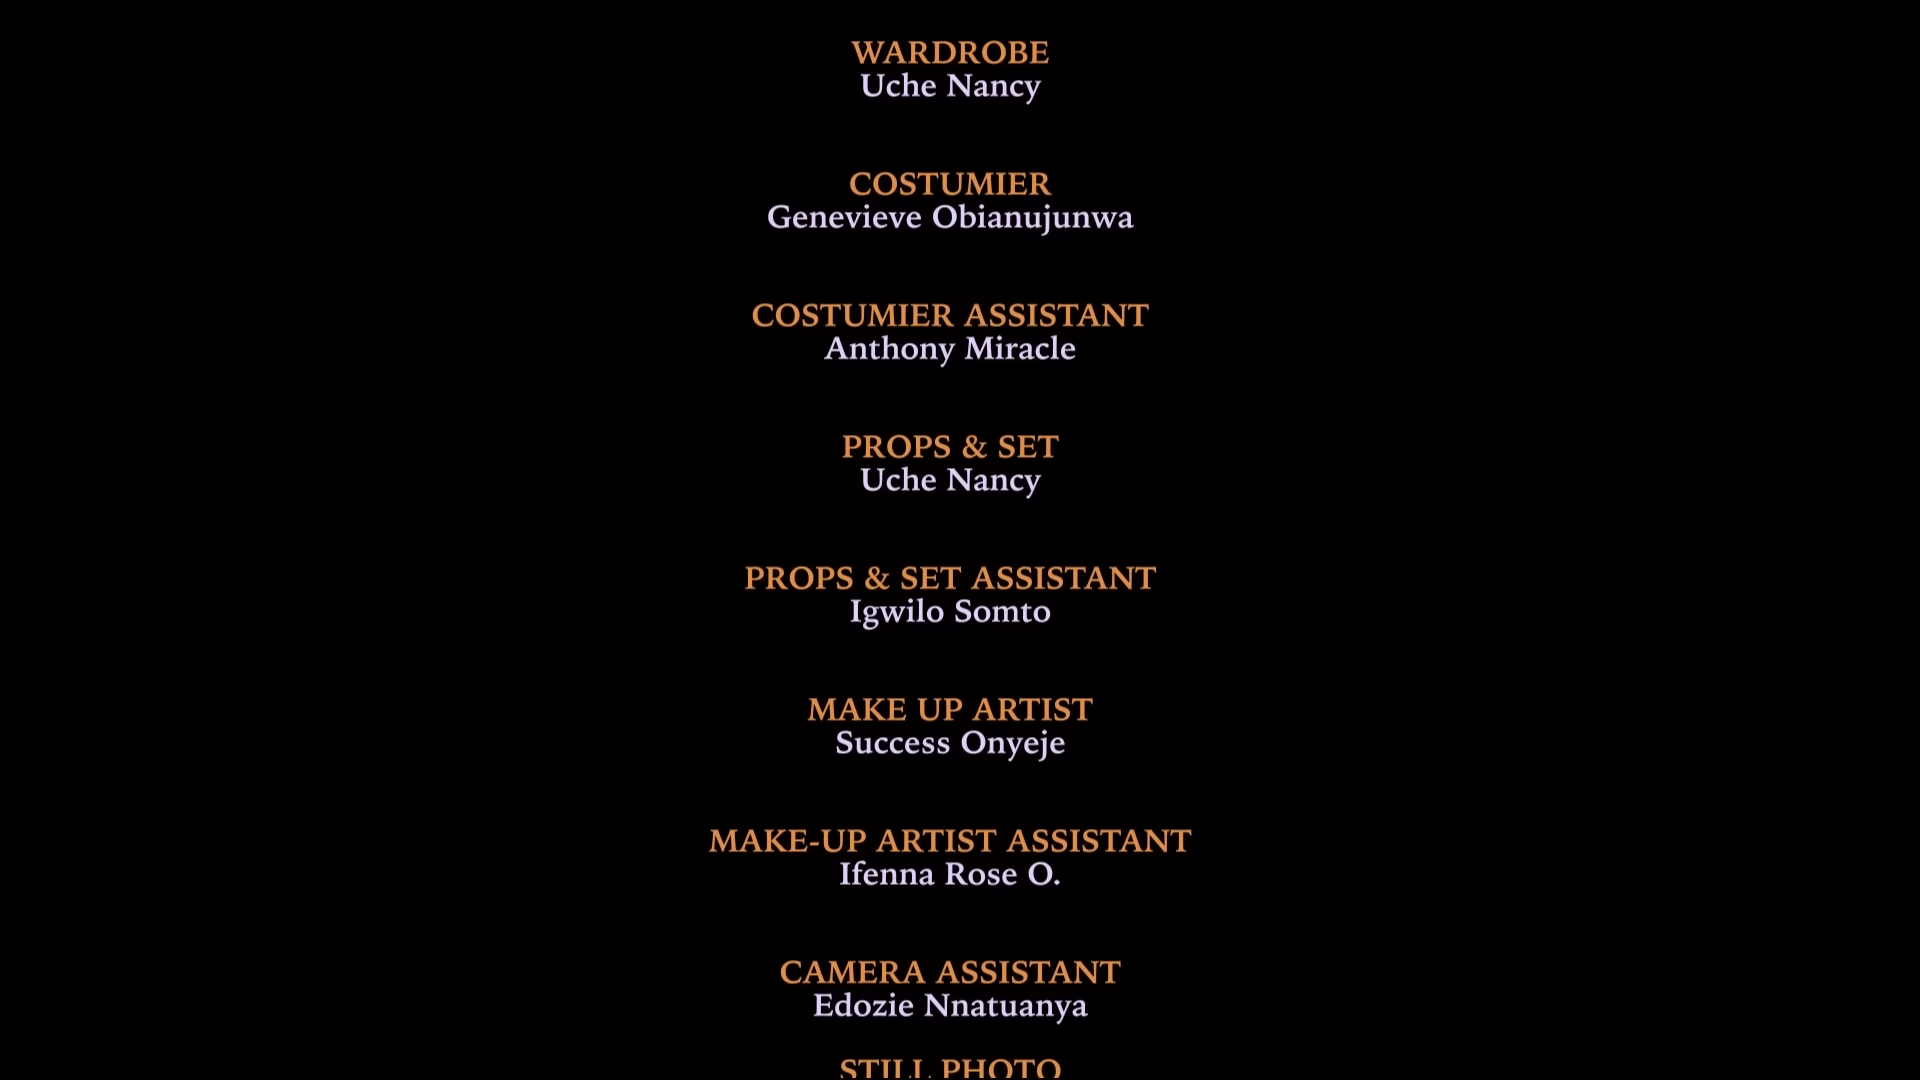 WARDROBE
Uche Nancy
COSTUMIER
Genevieve Obianujunwa
COSTUMIER ASSISTANT
Anthony Miracle
PROPS & SET
Uche Nancy
PROPS & SET ASSISTANT
Igwilo Somto
MAKE UP ARTIST
Success Onyeje
MAKE-UP ARTIST ASSISTANT
Ifenna Rose O.
CAMERA ASSISTANT
Edozie Nnatuanya
STILL PHOTO